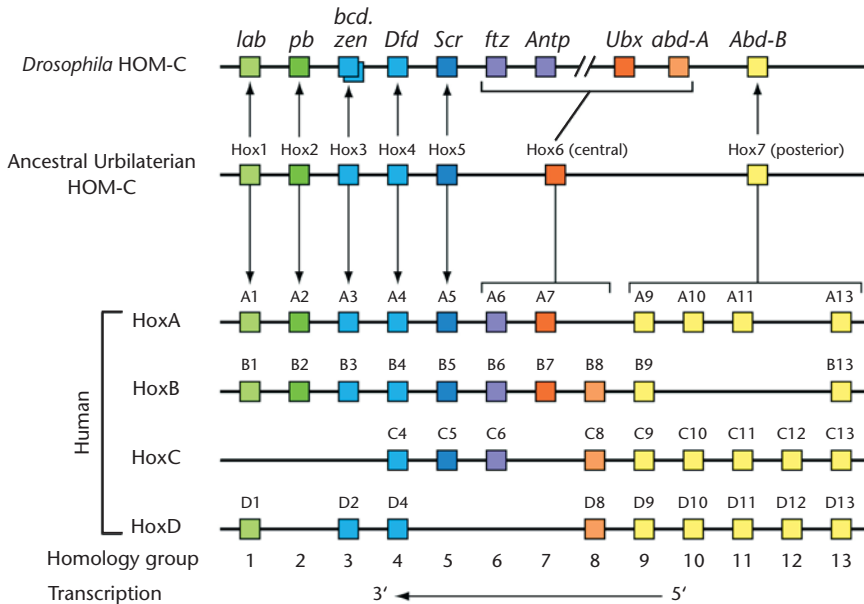 bcd.
lab pb zen Dfd Scr ftz Antp Ubx abd-A Abd-B
Drosophila HOM-C
Hox1 Hox2 Hox3 Hox4 Hox5 Hox6 (central) Hox7 (posterior)
Ancestral Urbilaterian
HOM-C
A1 A2 A3 A4 A5 A6 A7 A9 A10 A11 A13
HoxA
B1 B2 B3 B4 B5 B6 B7 B8 B9 B13
HoxB
Human
C4 C5 C6 C8 C9 C10 C11 C12 C13
HoxC
D1 D2 D4 D8 D9 D10 D11 D12 D13
HoxD
Homology group 1 2 3 4 5 6 7 8 9 10 11 12 13
Transcription 3′ 5′